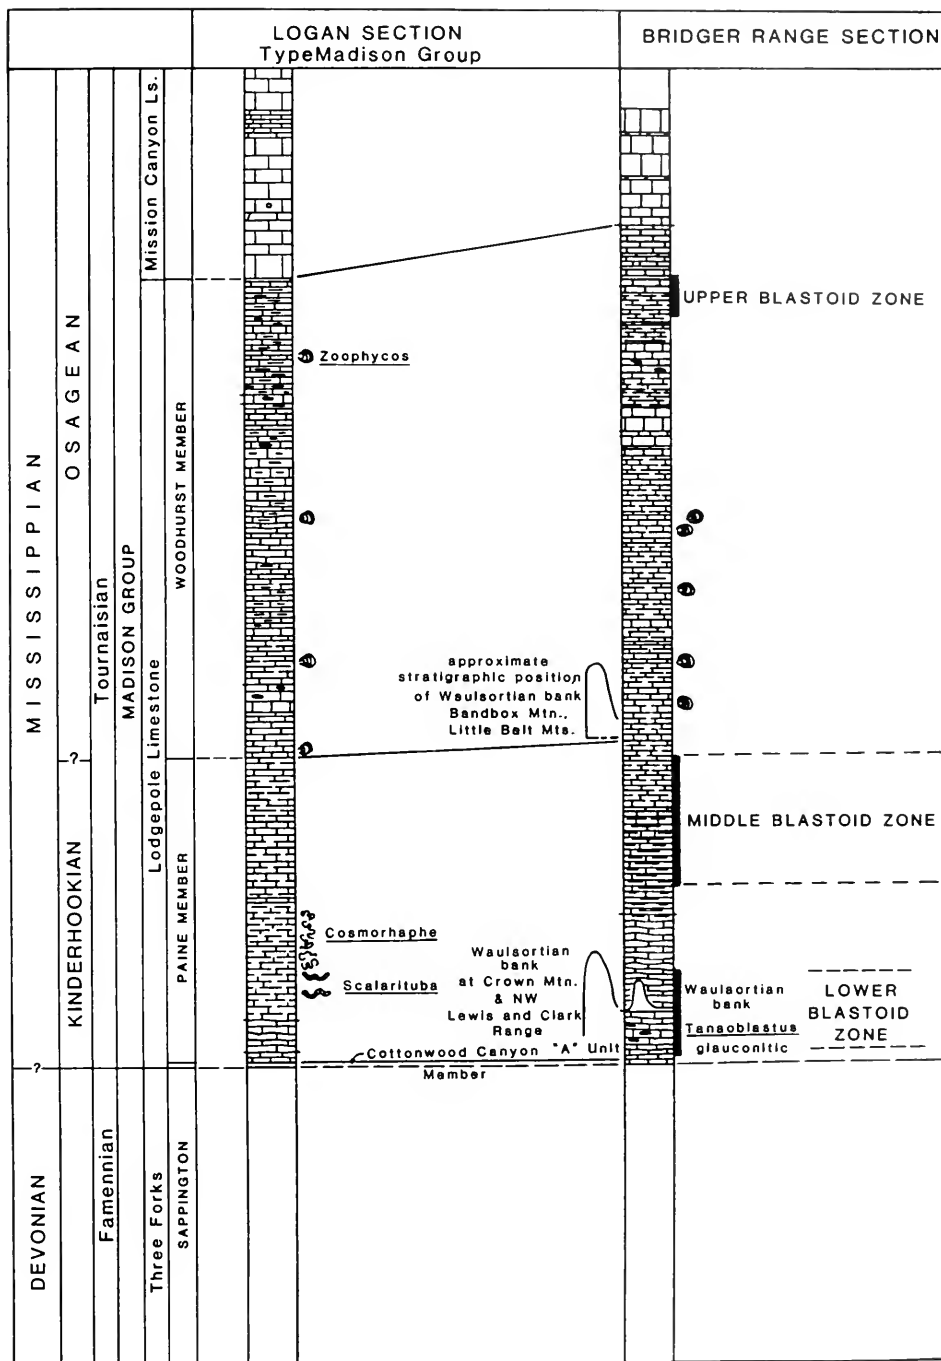 LOGAN SECTION
TypeMadison Group
BRIDGER RANGE SECTION
MISSISSIPPIAN
DEVONIAN
OSAGEAN
-?-
KINDERHOOKIAN
-?-
Tournaisian
Famennian
MADISON GROUP
Mission Canyon Ls.
Lodgepole Limestone
Three Forks
WOODHURST MEMBER
PAINE MEMBER
SAPPINGTON
Zoophycos
Cosmorhaphe
Scalarituba
approximate
stratigraphic position
of Waulsortian bank
Bandbox Mtn.,
Little Belt Mts.
Waulsortian
bank
at Crown Mtn.
& NW
Lewis and Clark
Range
Cottonwood Canyon "A" Unit
Member
UPPER BLASTOID ZONE
MIDDLE BLASTOID ZONE
Waulsortian
bank
Tanaoblastus
glauconitic
LOWER
BLASTOID
ZONE